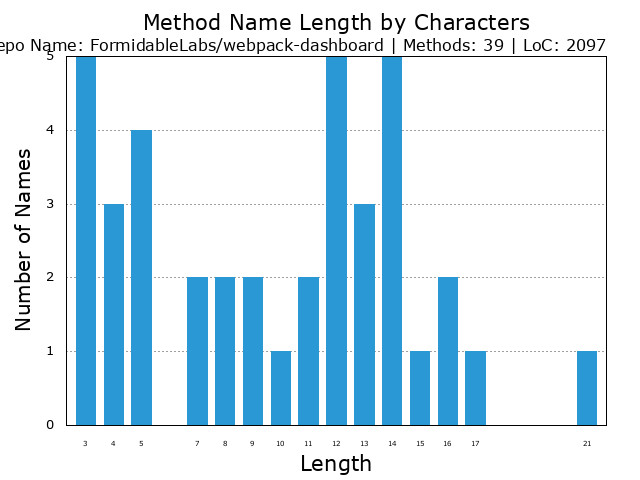 Method Name Length by Characters
epo Name: FormidableLabs/webpack-dashboard | Methods: 39 | LoC: 2097
5
4
3
2
1
0
Number of Names
3 4 5 7 8 9 10 11 12 13 14 15 16 17 21
Length